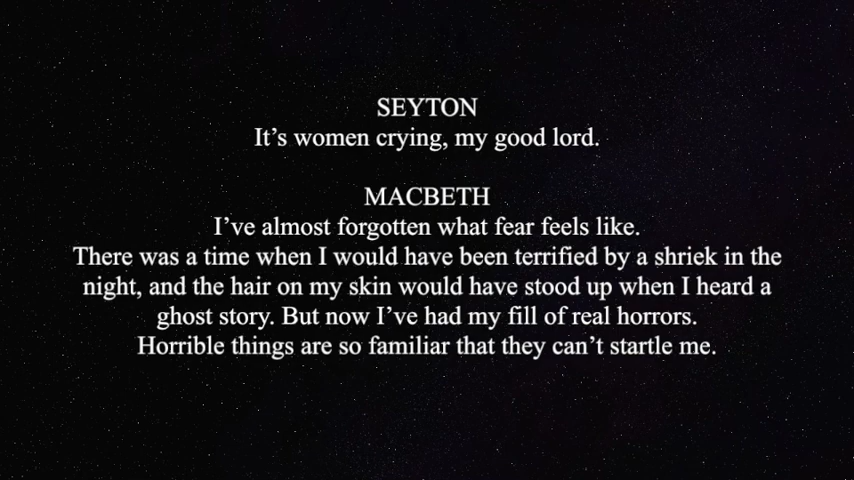 SEYTON
It’s women crying, my good lord.
MACBETH
I’ve almost forgotten what fear feels like.
There was a time when I would have been terrified by a shriek in the
night, and the hair on my skin would have stood up when I heard a
ghost story. But now I’ve had my fill of real horrors.
Horrible things are so familiar that they can’t startle me.